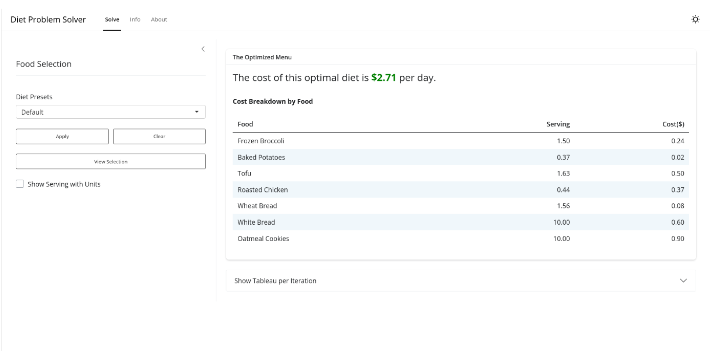 Diet Problem Solver Solve Info About
Food Selection
Diet Presets
Default
Apply Clear
View Selection
Show Serving with Units
The Optimized Menu
The cost of this optimal diet is $2.71 per day.
Cost Breakdown by Food
Food Serving Cost($)
Frozen Broccoli 1.50 0.24
Baked Potatoes 0.37 0.02
Tofu 1.63 0.50
Roasted Chicken 0.44 0.37
Wheat Bread 1.56 0.08
White Bread 10.00 0.60
Oatmeal Cookies 10.00 0.90
Show Tableau per Iteration